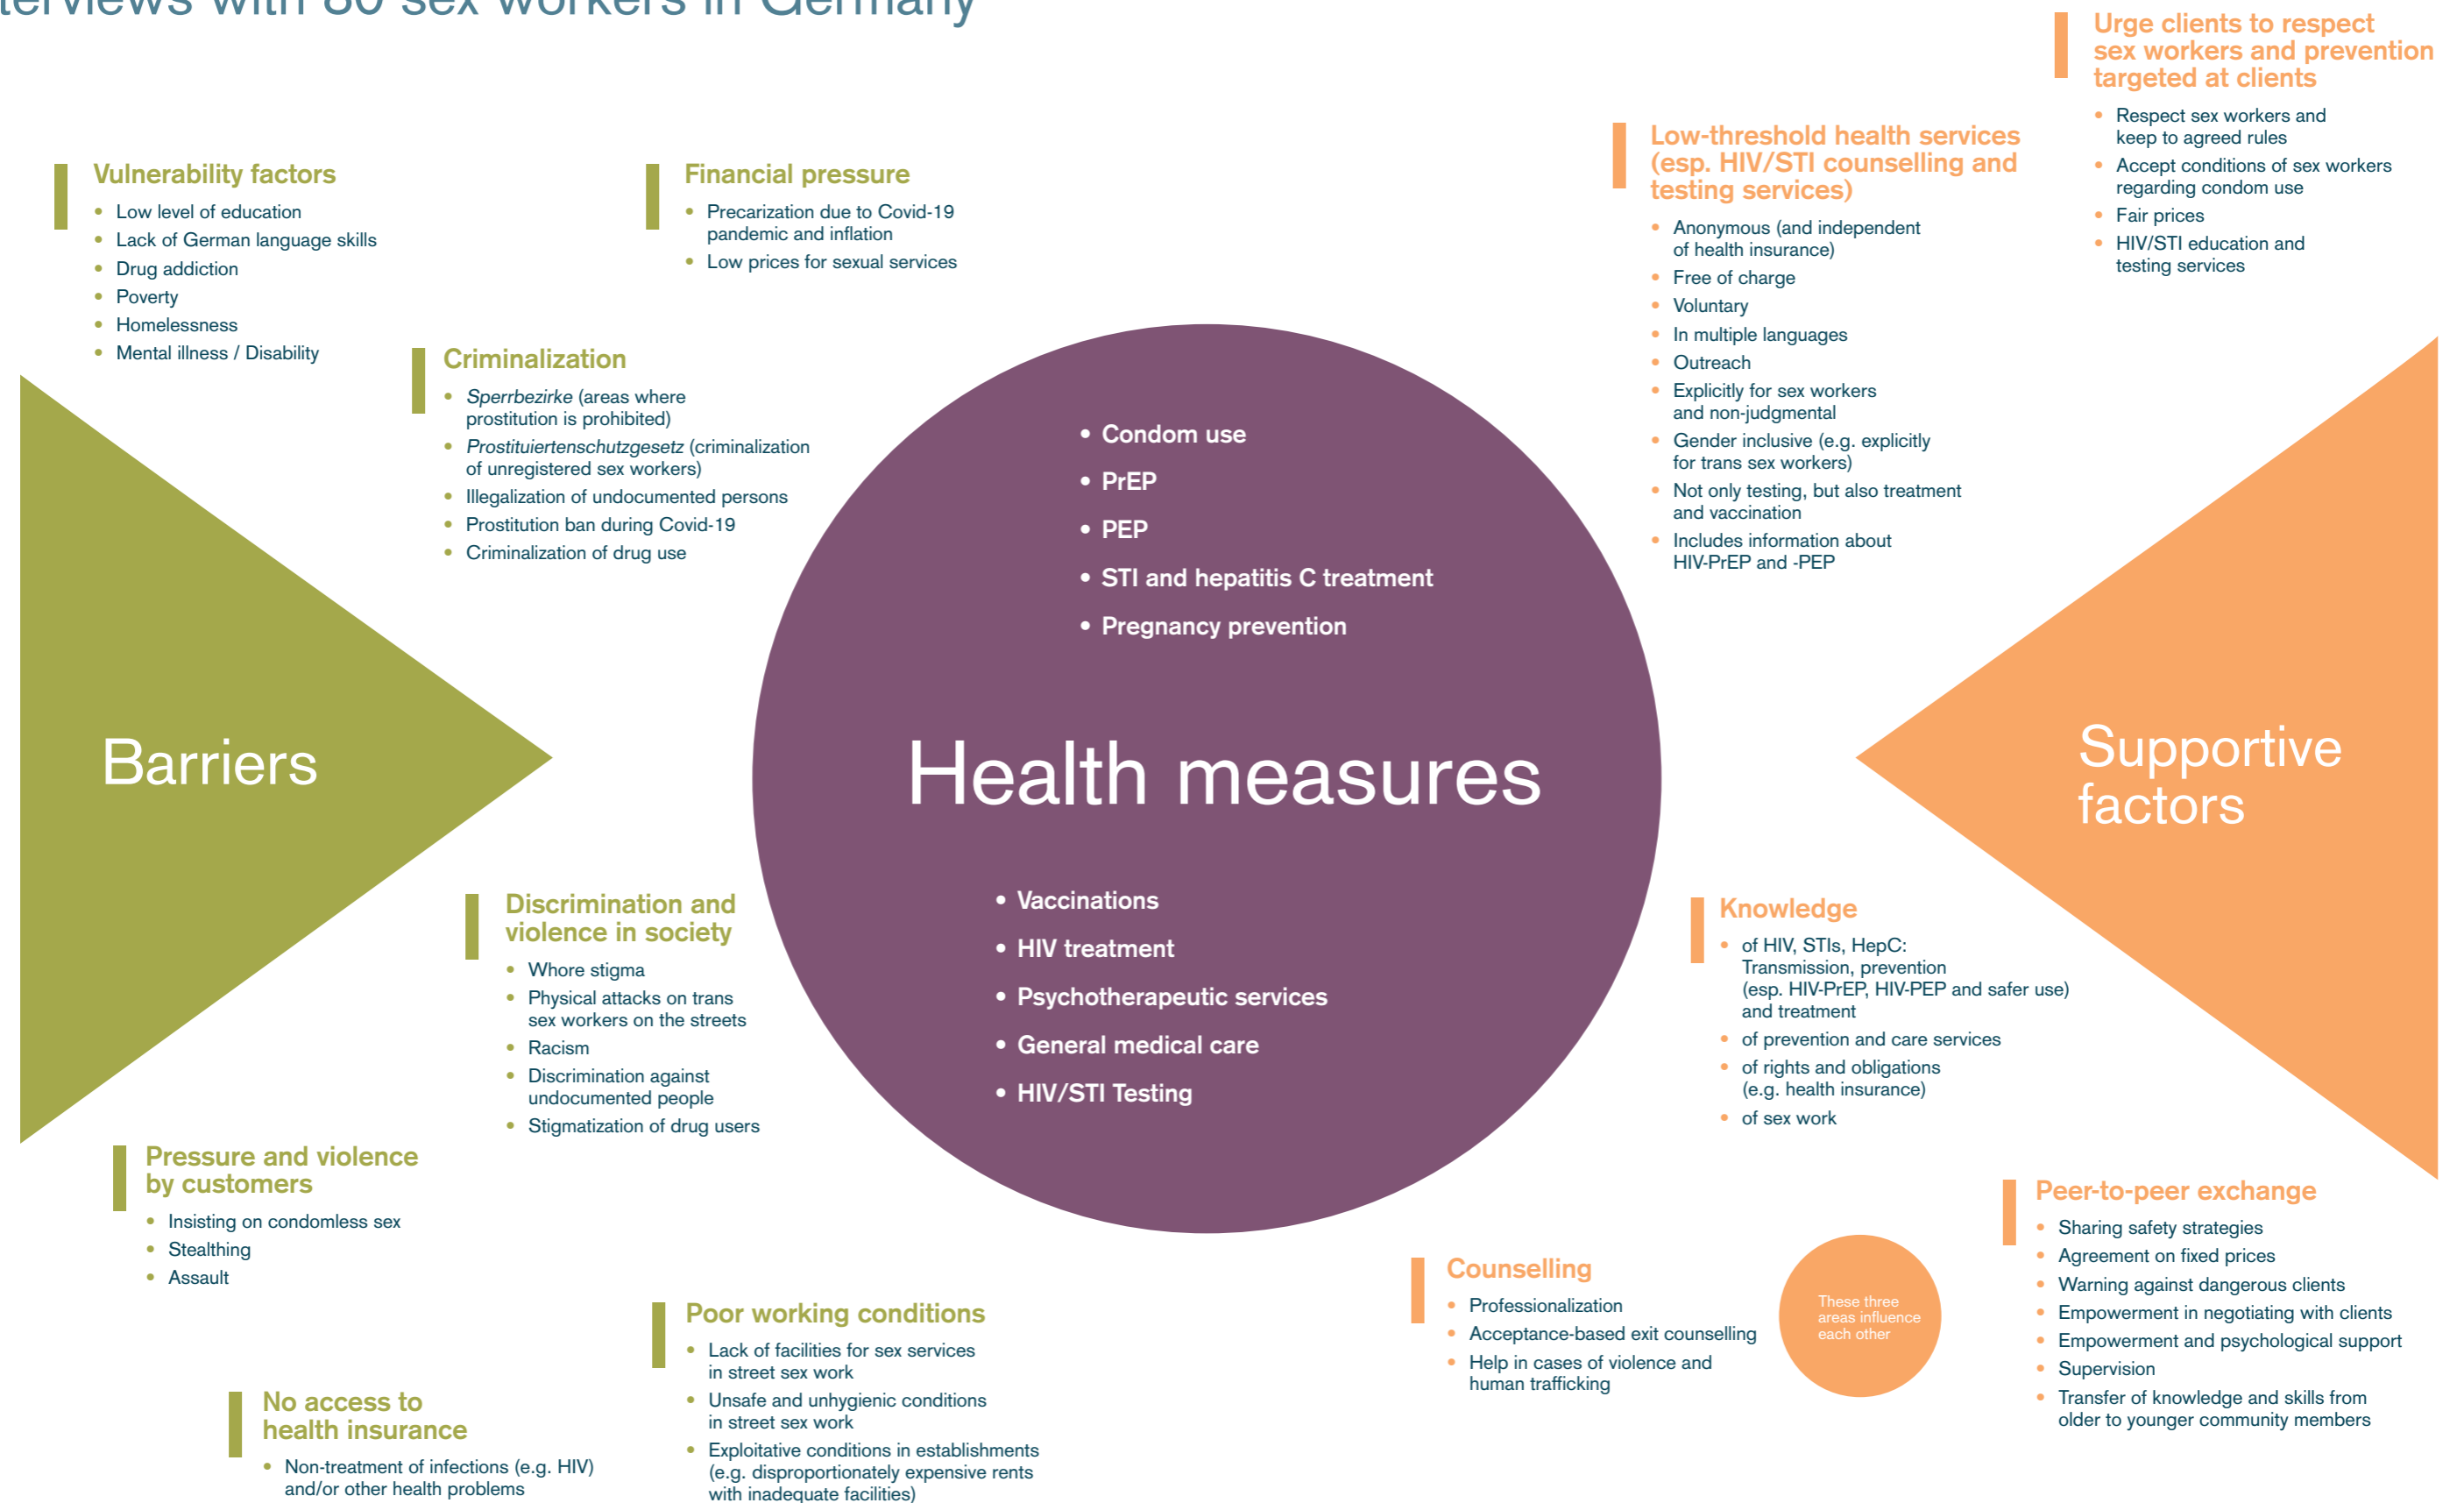 terviews with 80 sex workers in Germany
Vulnerability factors
• Low level of education
• Lack of German language skills
• Drug addiction
• Poverty
• Homelessness
• Mental illness / Disability
Financial pressure
• Precarization due to Covid-19
pandemic and inflation
• Low prices for sexual services
Criminalization
• Sperrbezirke (areas where
prostitution is prohibited)
• Prostituiertenschutzgesetz (criminalization
of unregistered sex workers)
• Illegalization of undocumented persons
• Prostitution ban during Covid-19
• Criminalization of drug use
Barriers
Discrimination and
violence in society
• Whore stigma
• Physical attacks on trans
sex workers on the streets
• Racism
• Discrimination against
undocumented people
• Stigmatization of drug users
Pressure and violence
by customers
• Insisting on condomless sex
• Stealthing
• Assault
Poor working conditions
• Lack of facilities for sex services
in street sex work
• Unsafe and unhygienic conditions
in street sex work
• Exploitative conditions in establishments
(e.g. disproportionately expensive rents
with inadequate facilities)
No access to
health insurance
• Non-treatment of infections (e.g. HIV)
and/or other health problems
• Condom use
• PrEP
• PEP
• STI and hepatitis C treatment
• Pregnancy prevention
Health measures
• Vaccinations
• HIV treatment
• Psychotherapeutic services
• General medical care
• HIV/STI Testing
Urge clients to respect
sex workers and prevention
targeted at clients
• Respect sex workers and
keep to agreed rules
• Accept conditions of sex workers
regarding condom use
• Fair prices
• HIV/STI education and
testing services
Low-threshold health services
(esp. HIV/STI counselling and
testing services)
• Anonymous (and independent
of health insurance)
• Free of charge
• Voluntary
• In multiple languages
• Outreach
• Explicitly for sex workers
and non-judgmental
• Gender inclusive (e.g. explicitly
for trans sex workers)
• Not only testing, but also treatment
and vaccination
• Includes information about
HIV-PrEP and -PEP
Supportive
factors
Knowledge
• of HIV, STIs, HepC:
Transmission, prevention
(esp. HIV-PrEP, HIV-PEP and safer use)
and treatment
• of prevention and care services
• of rights and obligations
(e.g. health insurance)
• of sex work
Counselling
• Professionalization
• Acceptance-based exit counselling
• Help in cases of violence and
human trafficking
These three
areas influence
each other
Peer-to-peer exchange
• Sharing safety strategies
• Agreement on fixed prices
• Warning against dangerous clients
• Empowerment in negotiating with clients
• Empowerment and psychological support
• Supervision
• Transfer of knowledge and skills from
older to younger community members